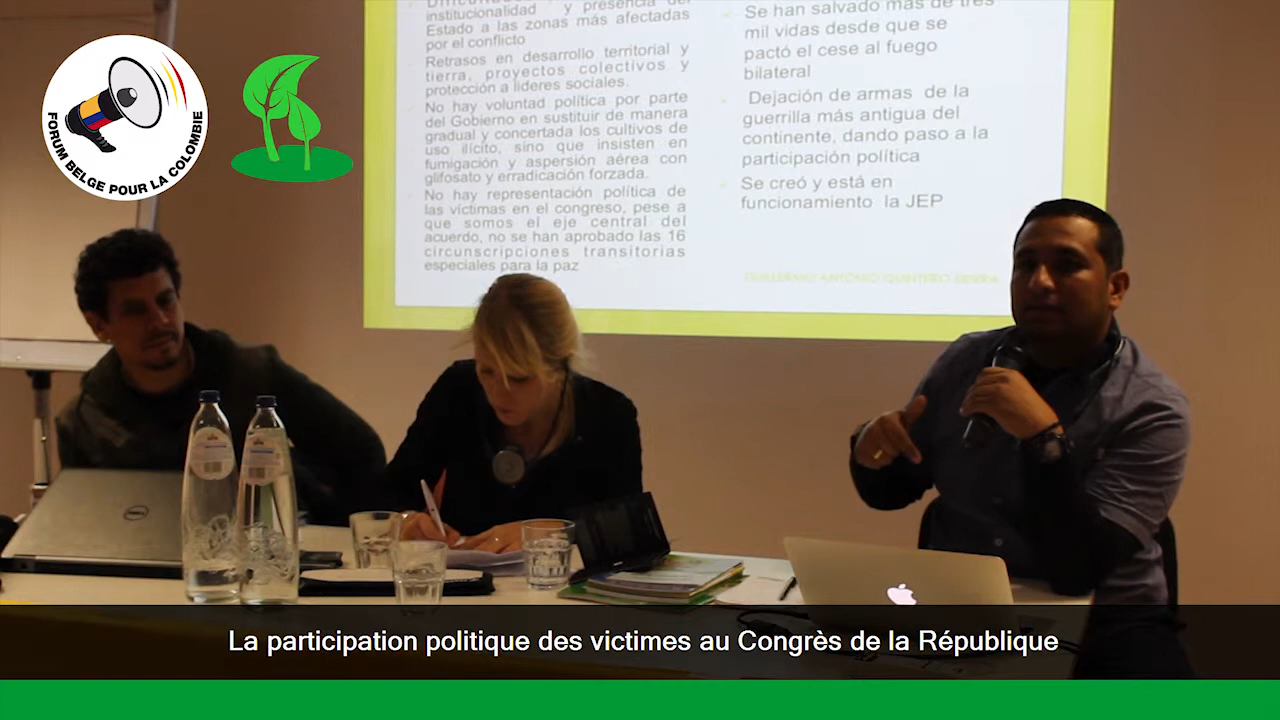 FORUM BELGE POUR LA COLOMBIE
institucionalidad y presencia del
Estado a las zonas más afectadas
por el conflicto
Retrasos en desarrollo territorial y
tierra, proyectos colectivos y
protección a lideres sociales.
No hay voluntad política por parte
del Gobierno en sustituir de manera
gradual y concertada los cultivos de
uso ilícito, sino que insisten en
fumigación y aspersión aérea con
glifosato y erradicación forzada.
No hay representación política de
las víctimas en el congreso, pese a
que somos el eje central del
acuerdo, no se han aprobado las 16
circunscripciones transitorias
especiales para la paz
Se han salvado más de tres
mil vidas desde que se
pactó el cese al fuego
bilateral
Dejación de armas de la
guerrilla más antigua del
continente, dando paso a la
participación política
Se creó y está en
funcionamiento la JEP
GUILLERMO ANTONIO QUINTERO
DELL
La participation politique des victimes au Congrès de la République